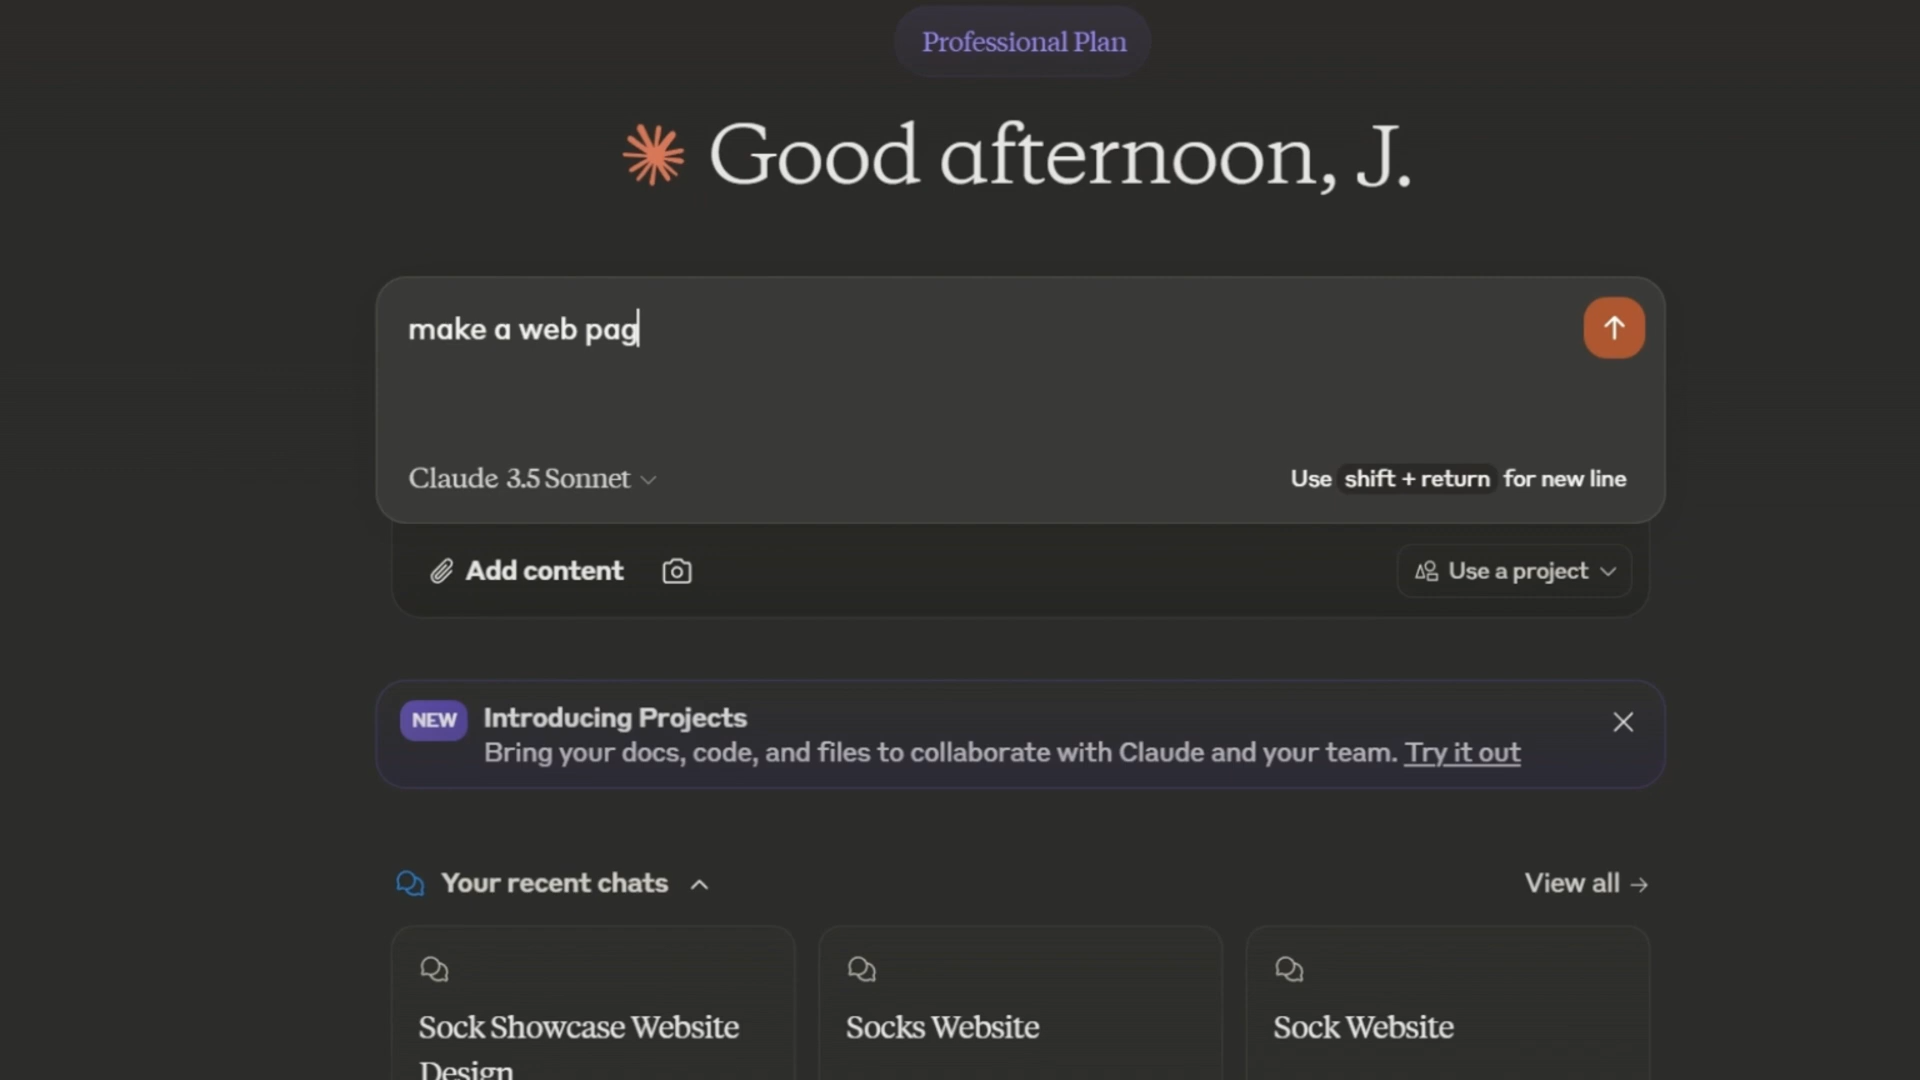 Professional Plan
Good afternoon, J.
make a web pag
Claude 3.5 Sonnet
Use shift + return for new line
Add content
Use a project
NEW
Introducing Projects
Bring your docs, code, and files to collaborate with Claude and your team. Try it out
Your recent chats
View all →
Sock Showcase Website
Design
Socks Website
Sock Website